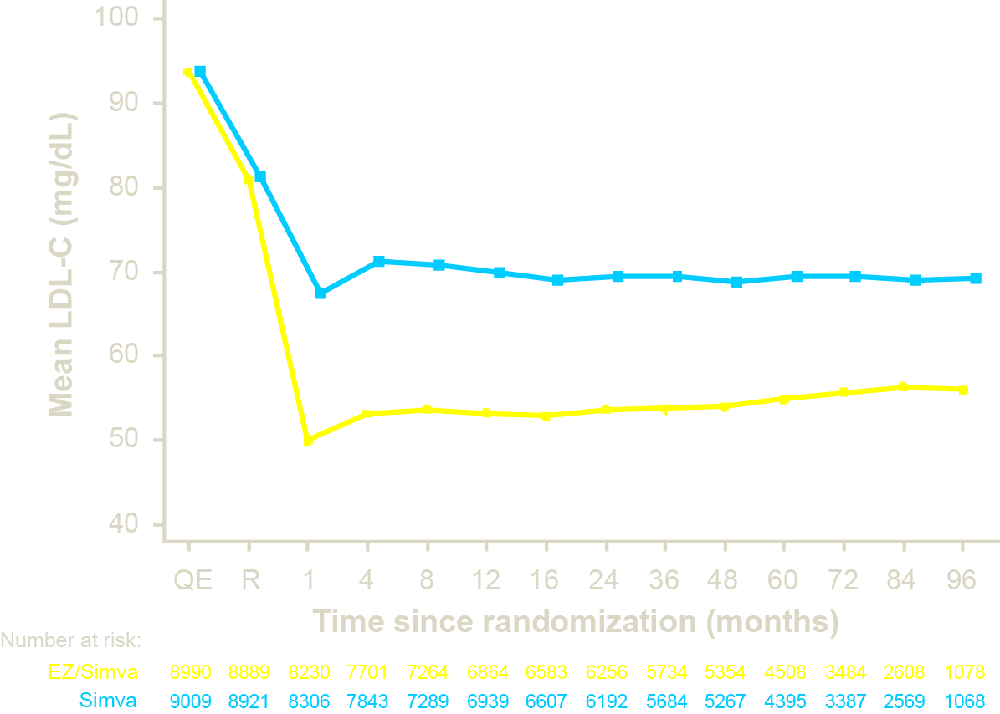 100
90
80
70
60
50
40
Mean LDL-C (mg/dL)
QE R 1 4 8 12 16 24 36 48 60 72 84 96
Time since randomization (months)
Number at risk:
EZ/Simva 8990 8889 8230 7701 7264 6864 6583 6256 5734 5354 4508 3484 2608 1078
Simva 9009 8921 8306 7843 7289 6939 6607 6192 5684 5267 4395 3387 2569 1068